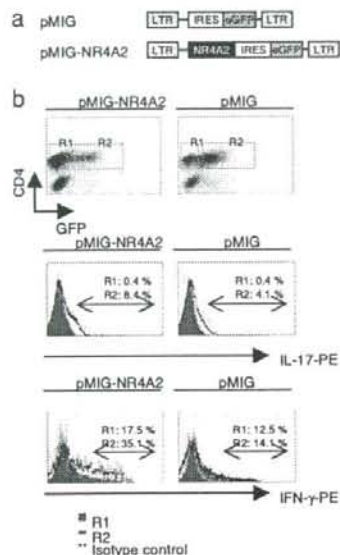 a
pMIG
LTR IRES eGFP LTR
pMIG-NR4A2
LTR NR4A2 IRES eGFP LTR
b
pMIG-NR4A2 pMIG
R1 R2 R1 R2
CD4
GFP
pMIG-NR4A2 pMIG
R1: 0.4 % R1: 0.4 %
R2: 8.4 % R2: 4.1 %
IL-17-PE
pMIG-NR4A2 pMIG
R1: 17.5 % R1: 12.5 %
R2: 35.1 % R2: 14.1 %
IFN-γ-PE
R1
R2
Isotype control